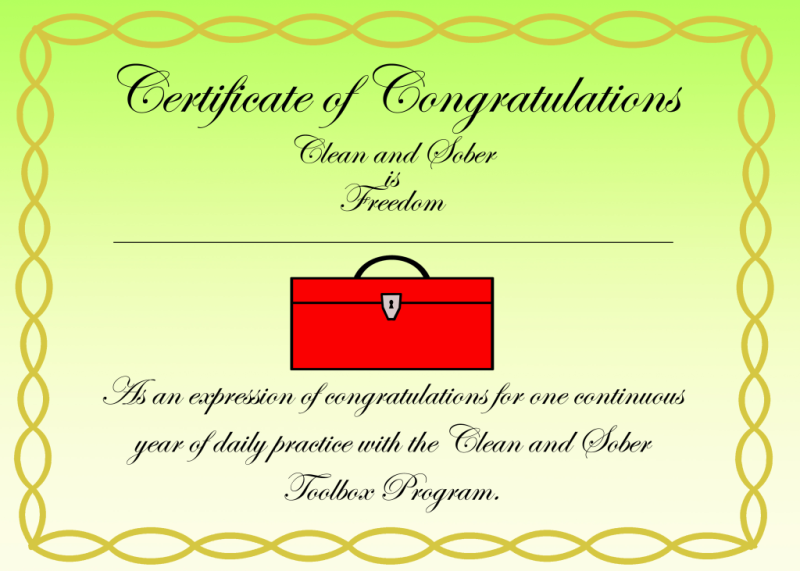 Certificate of Congratulations
Clean and Sober
is
Freedom
As an expression of congratulations for one continuous
year of daily practice with the Clean and Sober
Toolbox Program.